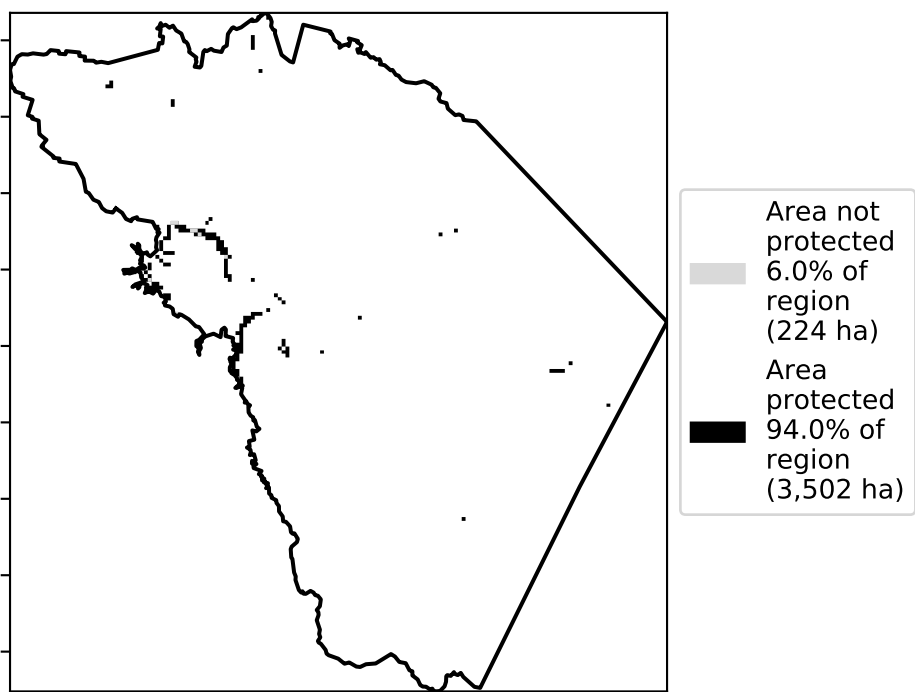 Area not
protected
6.0% of
region
(224 ha)
Area
protected
94.0% of
region
(3,502 ha)